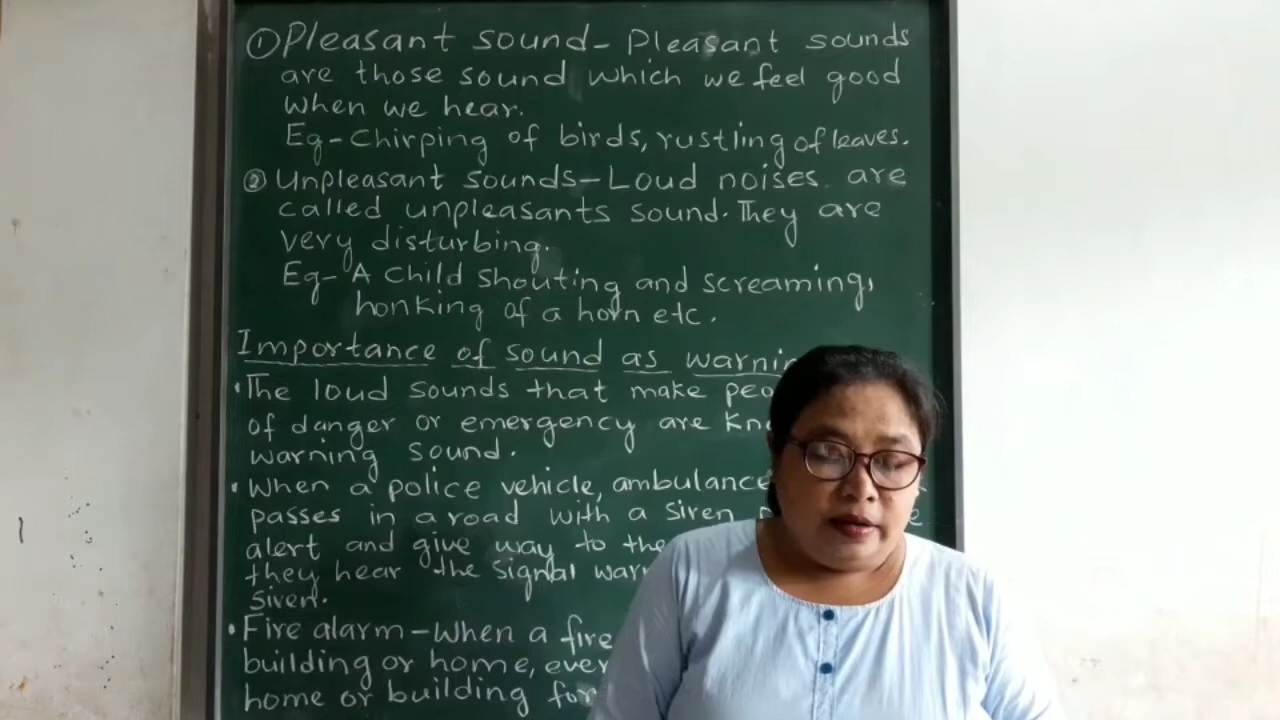 ① Pleasant sound - Pleasant sounds
are those sound which we feel good
when we hear.
Eg - Chirping of birds, rustling of leaves.
② Unpleasant sounds - Loud noises are
called unpleasants sound. They are
very disturbing.
Eg - A child shouting and screaming,
honking of a horn etc.
Importance of sound as
• The loud sounds that make
of danger or emergency are
warning sound.
• When a police vehicle, ambulance
passes in a road with a siren
alert and give way to the
they hear the signal
siren.
• Fire alarm - When a fire
building or home,
home or building for